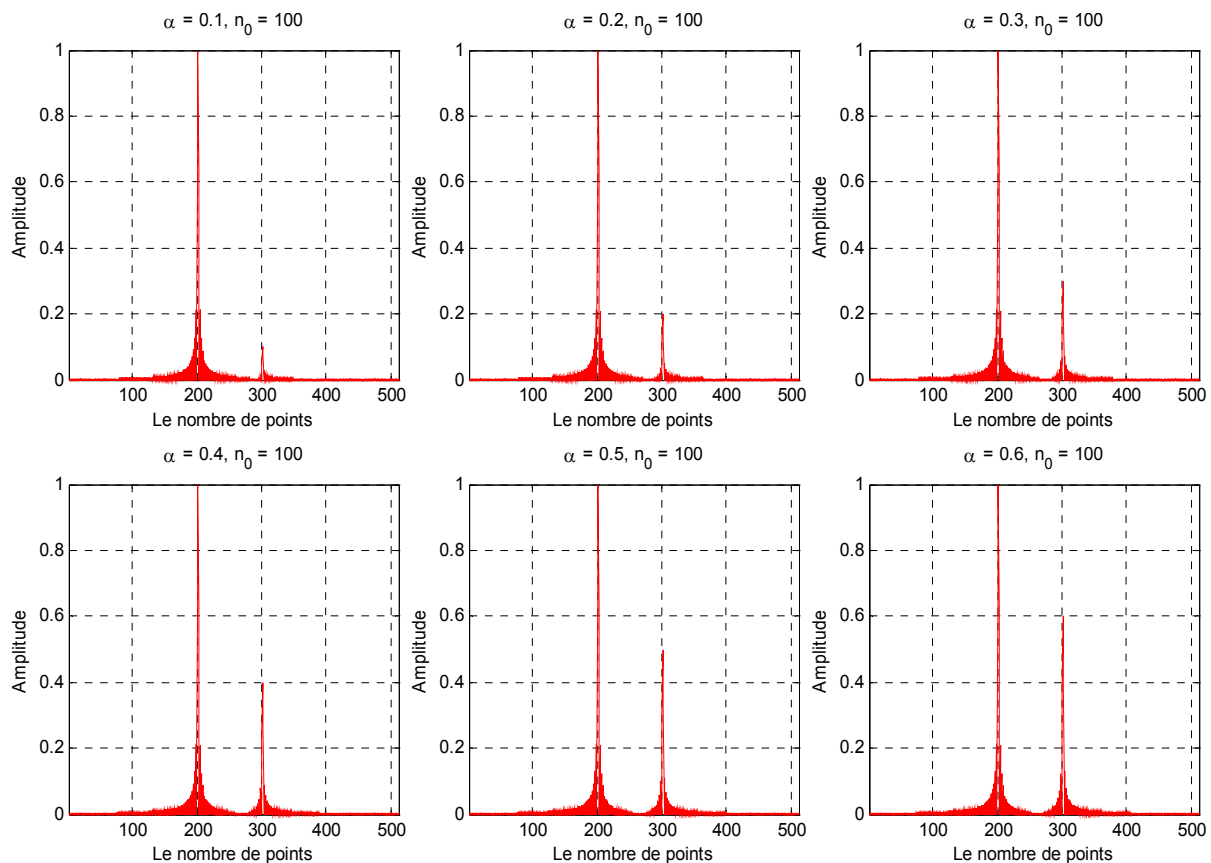 α = 0.1, n0 = 100
α = 0.2, n0 = 100
α = 0.3, n0 = 100
1
0.8
0.6
0.4
0.2
0
Amplitude
100 200 300 400 500
Le nombre de points
1
0.8
0.6
0.4
0.2
0
Amplitude
100 200 300 400 500
Le nombre de points
1
0.8
0.6
0.4
0.2
0
Amplitude
100 200 300 400 500
Le nombre de points
α = 0.4, n0 = 100
α = 0.5, n0 = 100
α = 0.6, n0 = 100
1
0.8
0.6
0.4
0.2
0
Amplitude
100 200 300 400 500
Le nombre de points
1
0.8
0.6
0.4
0.2
0
Amplitude
100 200 300 400 500
Le nombre de points
1
0.8
0.6
0.4
0.2
0
Amplitude
100 200 300 400 500
Le nombre de points